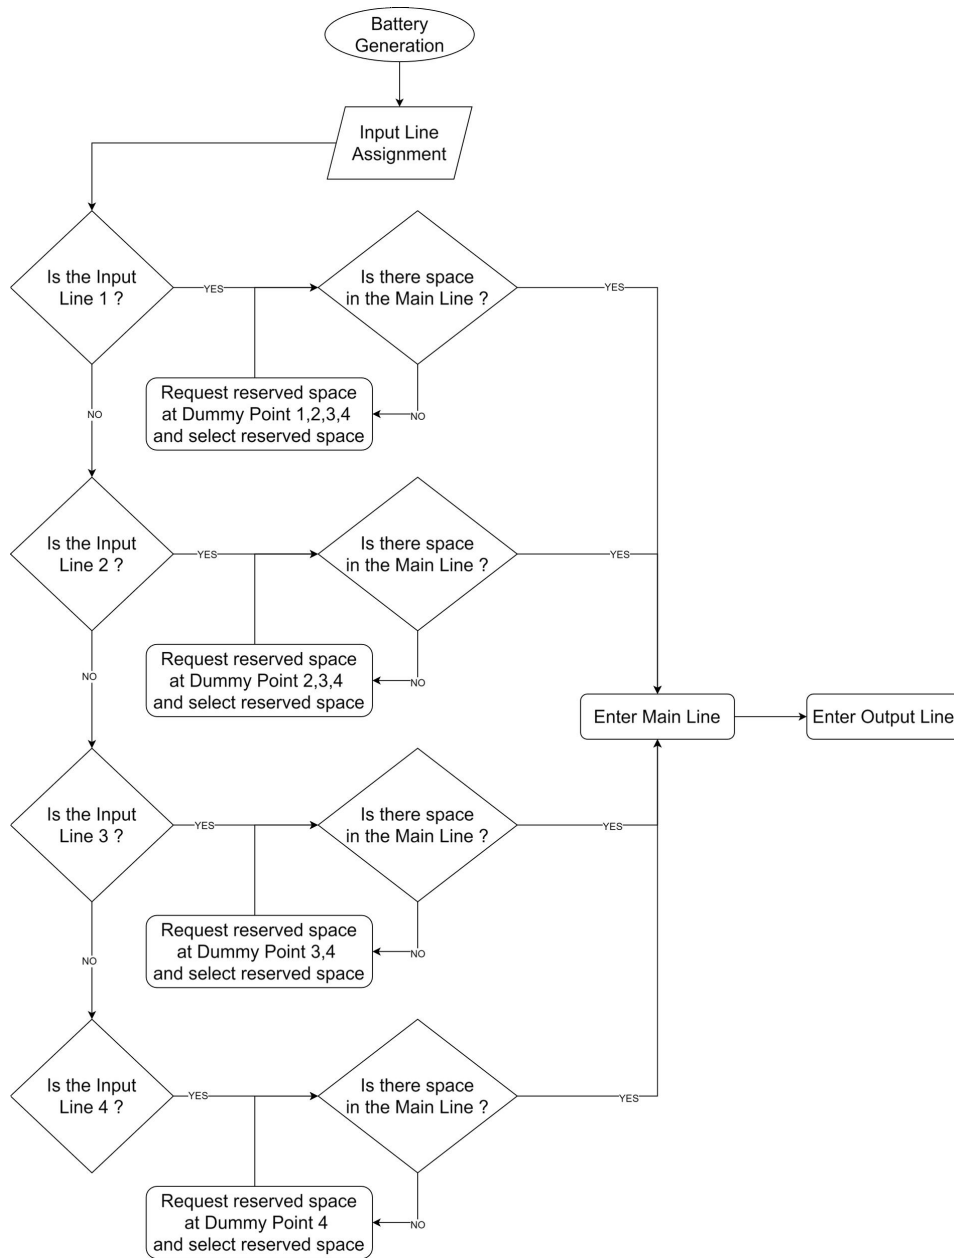 Battery
Generation
Input Line
Assignment
Is the Input
Line 1 ?
YES
Is there space
in the Main Line ?
YES
NO
Request reserved space
at Dummy Point 1,2,3,4
and select reserved space
NO
Is the Input
Line 2 ?
YES
Is there space
in the Main Line ?
YES
NO
Request reserved space
at Dummy Point 2,3,4
and select reserved space
NO
Enter Main Line
Enter Output Line
Is the Input
Line 3 ?
YES
Is there space
in the Main Line ?
YES
NO
Request reserved space
at Dummy Point 3,4
and select reserved space
NO
Is the Input
Line 4 ?
YES
Is there space
in the Main Line ?
YES
Request reserved space
at Dummy Point 4
and select reserved space
NO